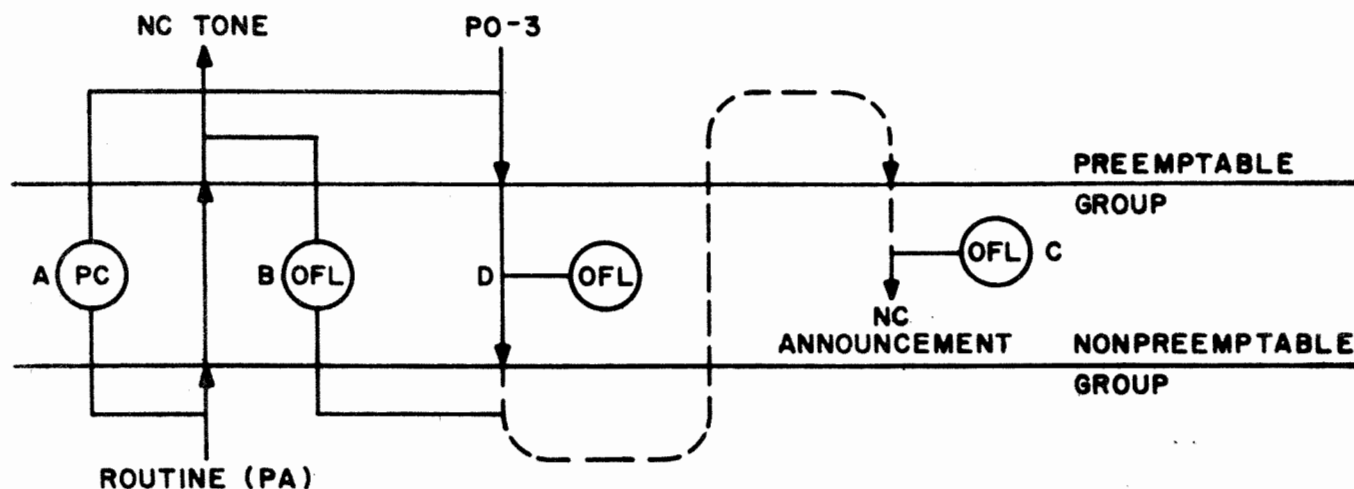 NC TONE
PO-3
PREEMPTABLE
GROUP
A
PC
B
OFL
D
OFL
OFL
C
NC
ANNOUNCEMENT
NONPREEMPTABLE
GROUP
ROUTINE (PA)